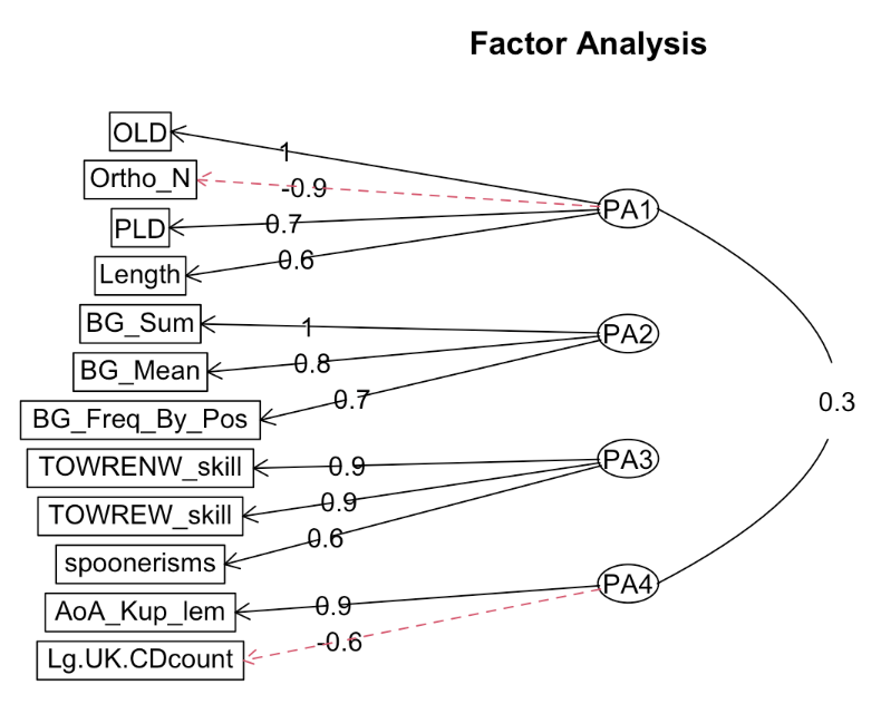 Factor Analysis
OLD
1
Ortho_N
-0.9
PA1
PLD
0.7
Length
0.6
BG_Sum
1
PA2
BG_Mean
0.8
0.3
BG_Freq_By_Pos
0.7
TOWRENW_skill
0.9
PA3
TOWREW_skill
0.9
spoonerisms
0.6
AoA_Kup_lem
0.9
PA4
Lg.UK.CDcount
-0.6